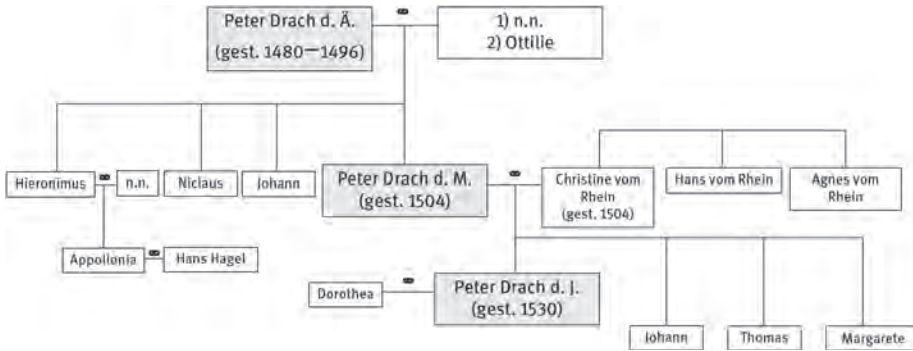 Peter Drach d. Ä.
(gest. 1480—1496)
1) n.n.
2) Ottilie
Hieronimus
n.n.
Niclaus
Johann
Peter Drach d. M.
(gest. 1504)
Christine vom
Rhein
(gest. 1504)
Hans vom Rhein
Agnes vom
Rhein
Appollonia
Hans Hagel
Dorothea
Peter Drach d. J.
(gest. 1530)
Johann
Thomas
Margarete